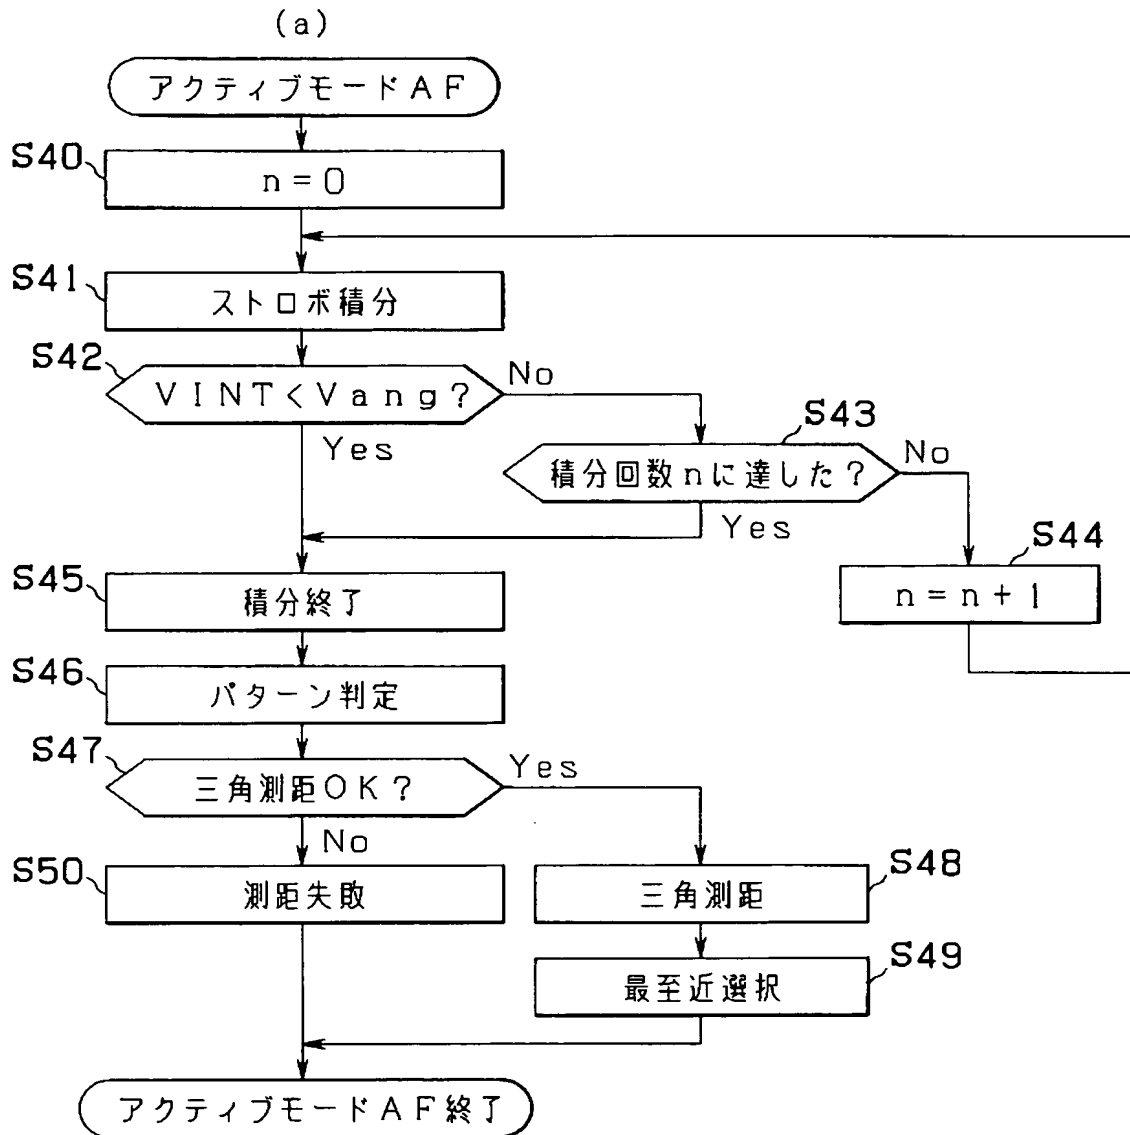 (a)
アクティブモードAF
S40
n=0
S41
ストロボ積分
S42
VINT<Vang?
No
Yes
S43
積分回数nに達した?
No
Yes
S44
n=n+1
S45
積分終了
S46
パターン判定
S47
三角測距OK?
Yes
No
S50
測距失敗
S48
三角測距
S49
最至近選択
アクティブモードAF終了